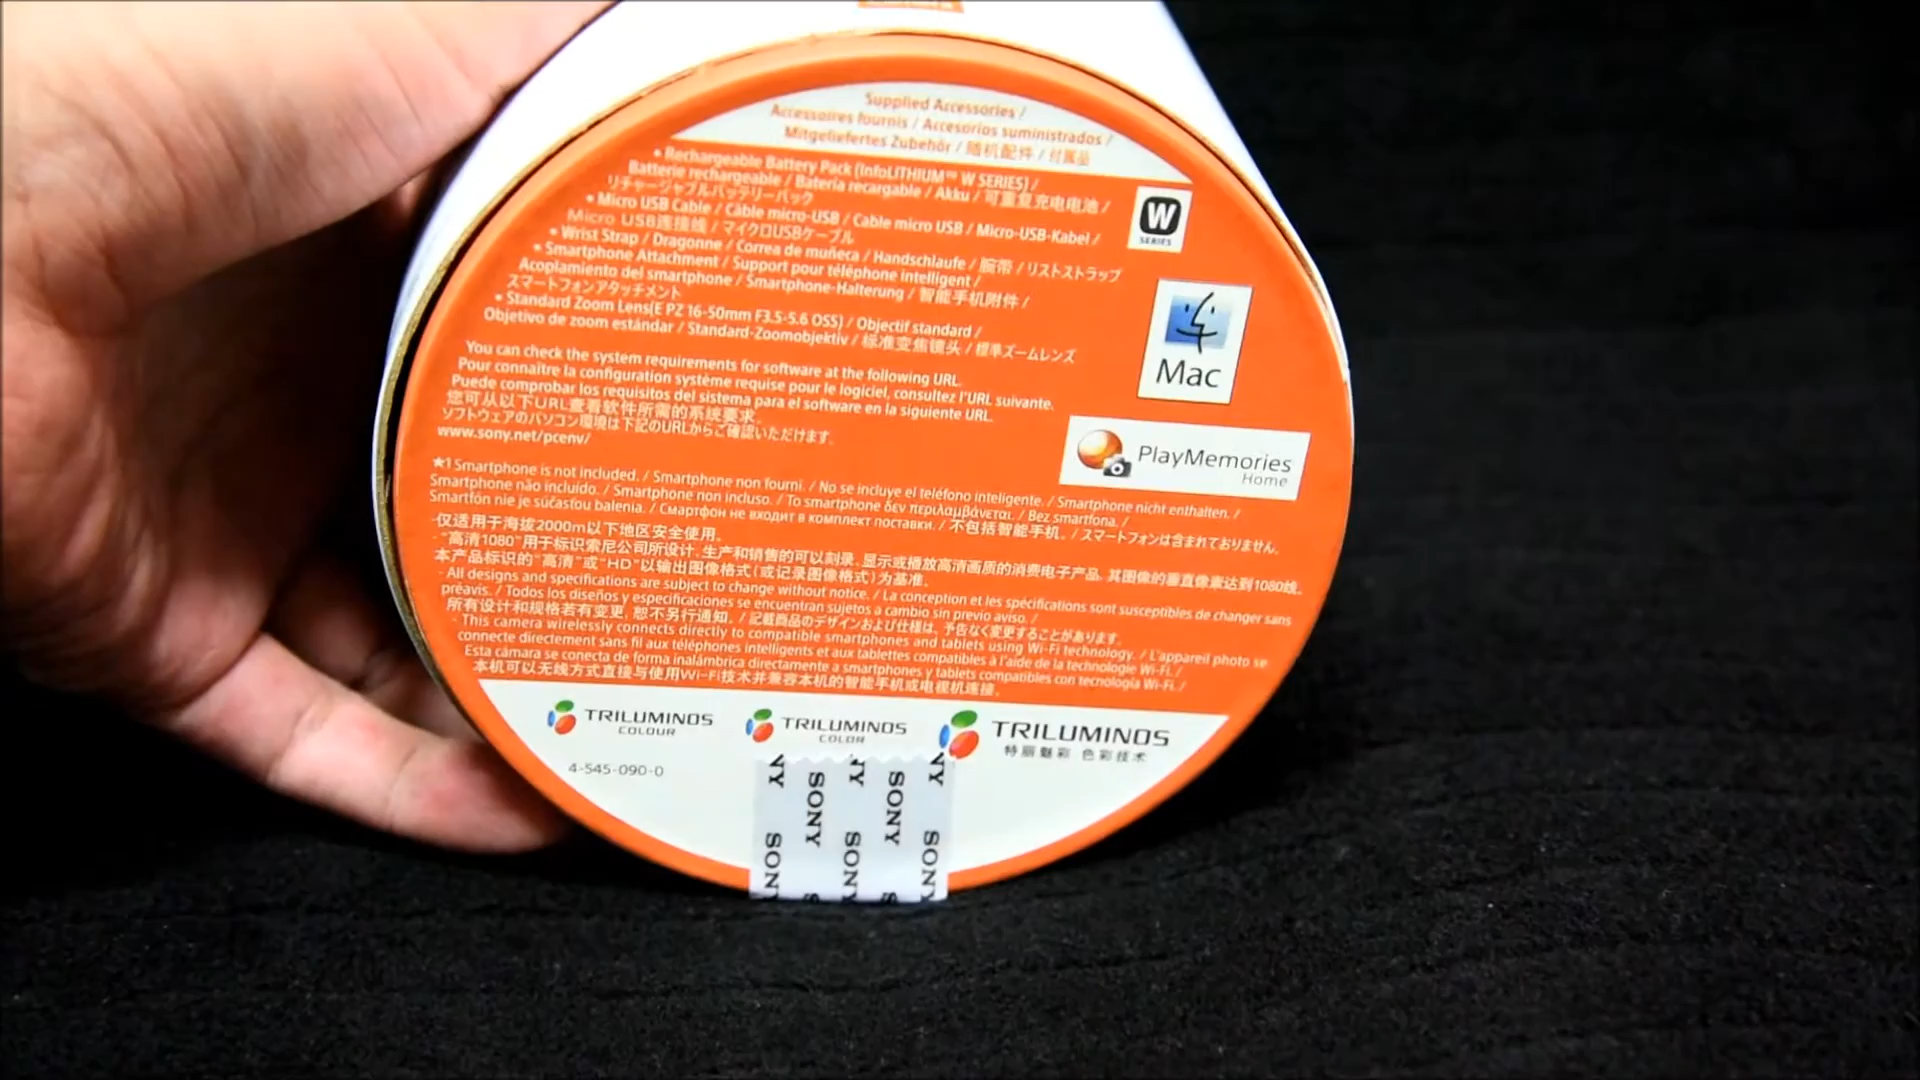 Supplied Accessories /
Accessoires fournis / Accesorios suministrados /
Mitgeliefertes Zubehör / 随机配件 / 付属品
• Rechargeable Battery Pack (InfoLITHIUM™ W SERIES) /
Batterie rechargeable / Batería recargable / Akku / 可重复充电电池 /
リチャージャブルバッテリーパック
• Micro USB Cable / Câble micro-USB / Cable micro USB / Micro-USB-Kabel /
Micro USB连接线 / マイクロUSBケーブル
• Wrist Strap / Dragonne / Correa de muñeca / Handschlaufe / 腕带 / リストストラップ
• Smartphone Attachment / Support pour téléphone intelligent /
Acoplamiento del smartphone / Smartphone-Halterung / 智能手机附件 /
スマートフォンアタッチメント
• Standard Zoom Lens(E PZ 16-50mm F3.5-5.6 OSS) / Objectif standard /
Objetivo de zoom estándar / Standard-Zoomobjektiv / 标准变焦镜头 / 標準ズームレンズ
W
SERIES
Mac
You can check the system requirements for software at the following URL.
Pour connaître la configuration système requise pour le logiciel, consultez l'URL suivante.
Puede comprobar los requisitos del sistema para el software en la siguiente URL.
您可从以下URL查看软件所需的系统要求。
ソフトウェアのパソコン環境は下記のURLからご確認いただけます。
www.sony.net/pcenv/
PlayMemories
Home
★1 Smartphone is not included. / Smartphone non fourni. / No se incluye el teléfono inteligente. / Smartphone nicht enthalten. /
Smartphone não incluído. / Smartphone non incluso. / Το smartphone δεν περιλαμβάνεται. / Bez smartfona. /
Smartfón nie je súčasťou balenia. / Смартфон не входит в комплект поставки. / 不包括智能手机。 / スマートフォンは含まれておりません。
-仅适用于海拔2000m以下地区安全使用。
- "高清1080"用于标识索尼公司所设计、生产和销售的可以刻录、显示或播放高清画质的消费电子产品，其图像的垂直像素达到1080线。
本产品标识的"高清"或"HD"以输出图像格式(或记录图像格式)为基准。
- All designs and specifications are subject to change without notice. / La conception et les spécifications sont susceptibles de changer sans
préavis. / Todos los diseños y especificaciones se encuentran sujetos a cambio sin previo aviso. /
所有设计和规格若有变更，恕不另行通知。 / 記載商品のデザインおよび仕様は、予告なく変更することがあります。
- This camera wirelessly connects directly to compatible smartphones and tablets using Wi-Fi technology. / L'appareil photo se
connecte directement sans fil aux téléphones intelligents et aux tablettes compatibles à l'aide de la technologie Wi-Fi. /
Esta cámara se conecta de forma inalámbrica directamente a smartphones y tablets compatibles con tecnología Wi-Fi. /
本机可以无线方式直接与使用Wi-Fi技术并兼容本机的智能手机或电视机连接。
TRILUMINOS
COLOUR
TRILUMINOS
COLOR
TRILUMINOS
特丽魅彩 色彩技术
4-545-090-0
SONY
SONY
SONY
SONY
SONY